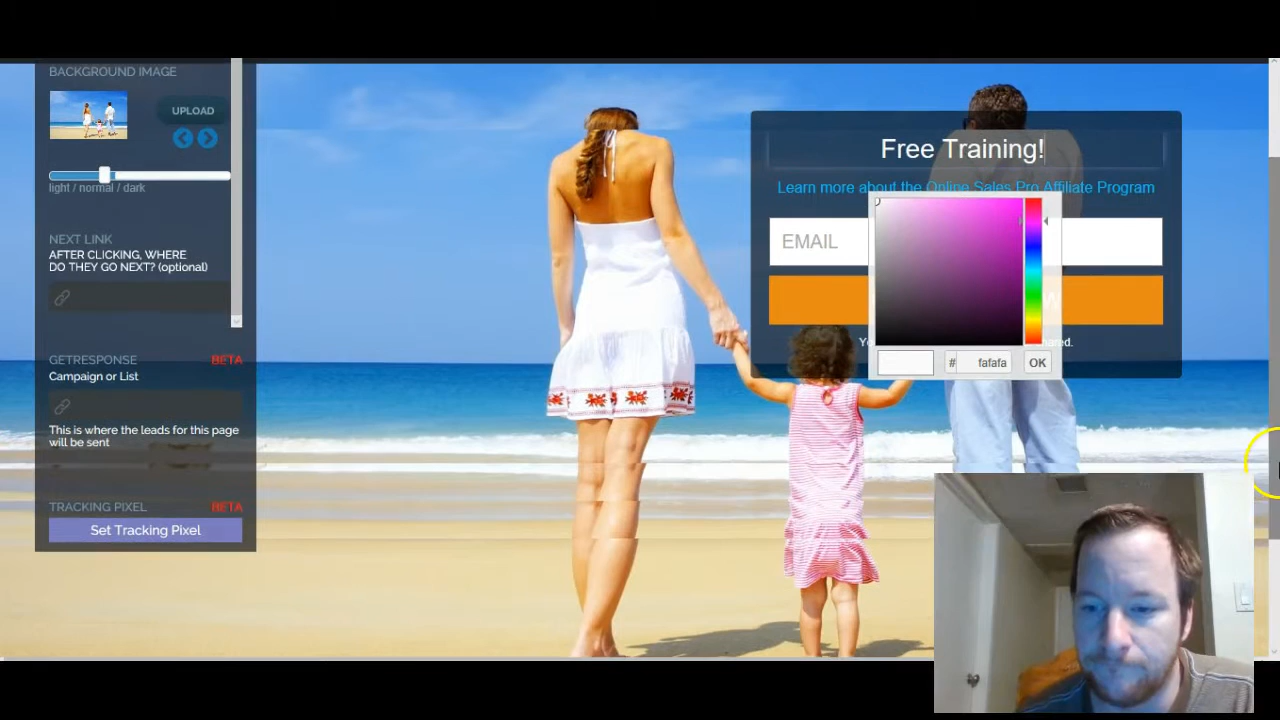 BACKGROUND IMAGE
UPLOAD
light / normal / dark
NEXT LINK
AFTER CLICKING, WHERE
DO THEY GO NEXT? (optional)
GETRESPONSE BETA
Campaign or List
This is where the leads for this page
will be sent
TRACKING PIXEL BETA
Set Tracking Pixel
Free Training!
Learn more about the Online Sales Pro Affiliate Program
EMAIL
# fafafa OK